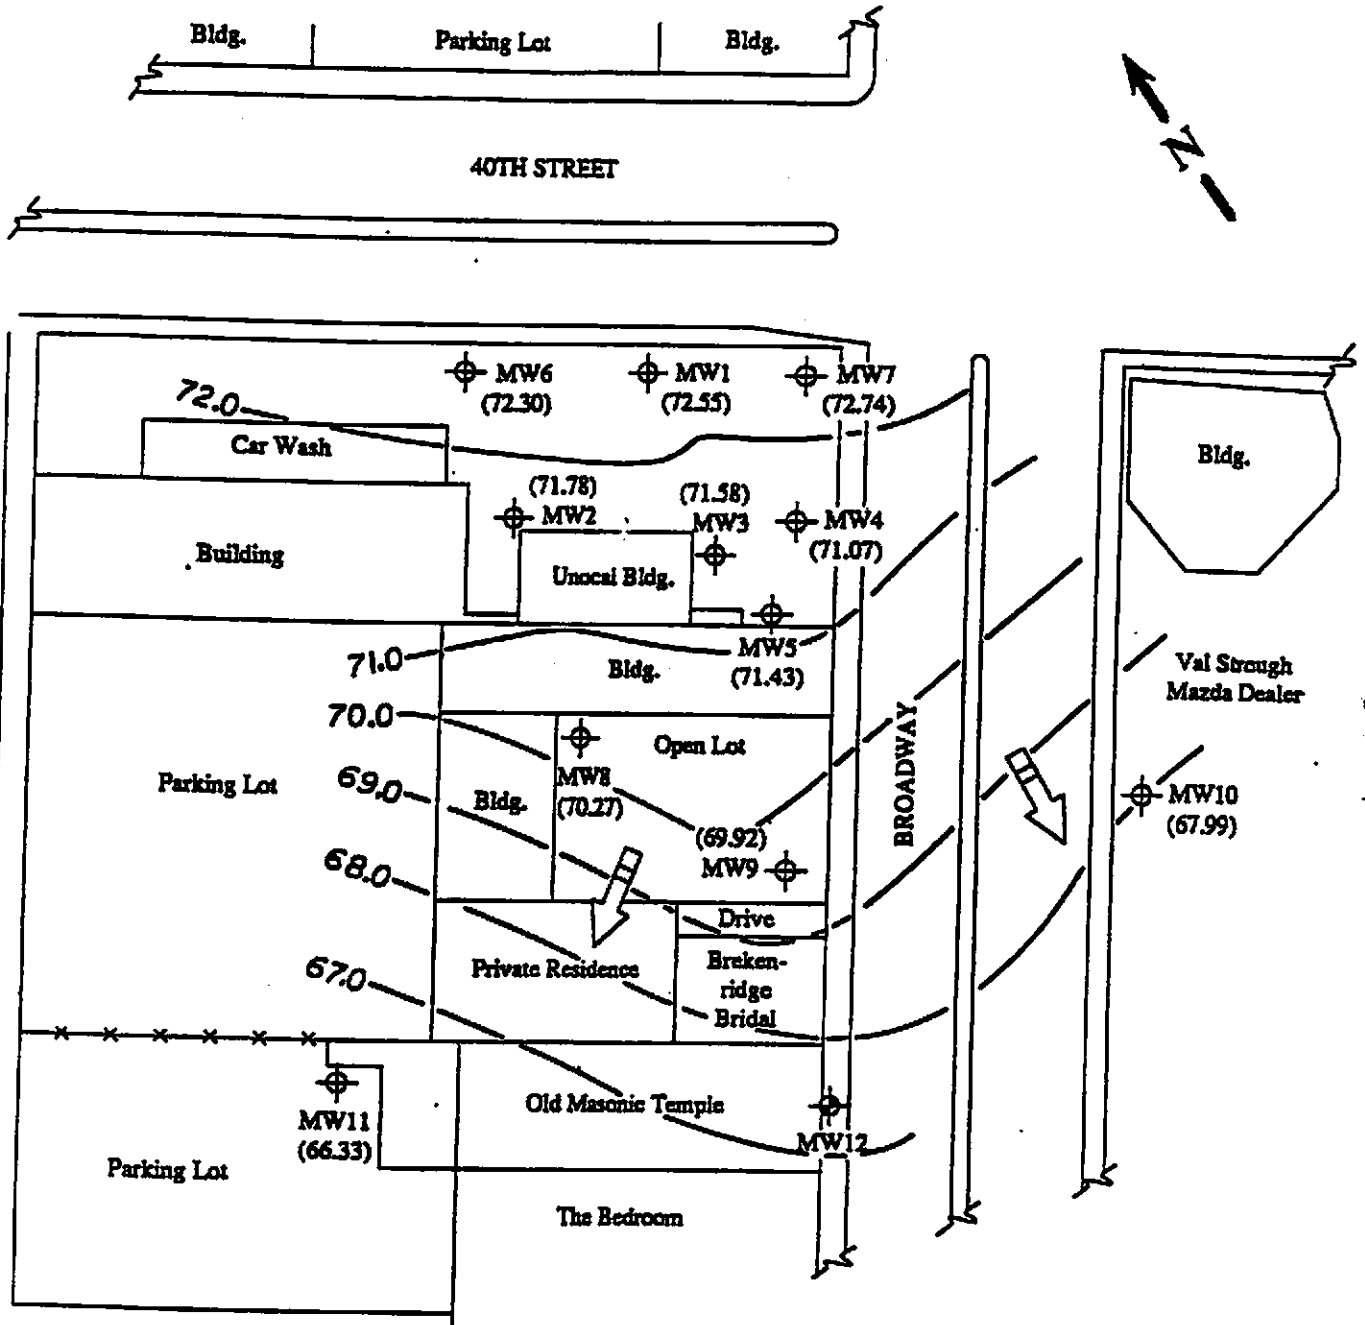 Bldg.
Parking Lot
Bldg.
N
40TH STREET
MW6
(72.30)
MW1
(72.55)
MW7
(72.74)
72.0
Car Wash
Bldg.
(71.78)
MW2
(71.58)
MW3
MW4
(71.07)
Building
Unocal Bldg.
71.0
Bldg.
MW5
(71.43)
Val Strough
Mazda Dealer
70.0
Open Lot
BROADWAY
Parking Lot
69.0
Bldg.
MW8
(70.27)
MW10
(67.99)
(69.92)
MW9
68.0
Drive
Private Residence
Breken-
ridge
Bridal
67.0
MW11
(66.33)
Old Masonic Temple
MW12
Parking Lot
The Bedroom